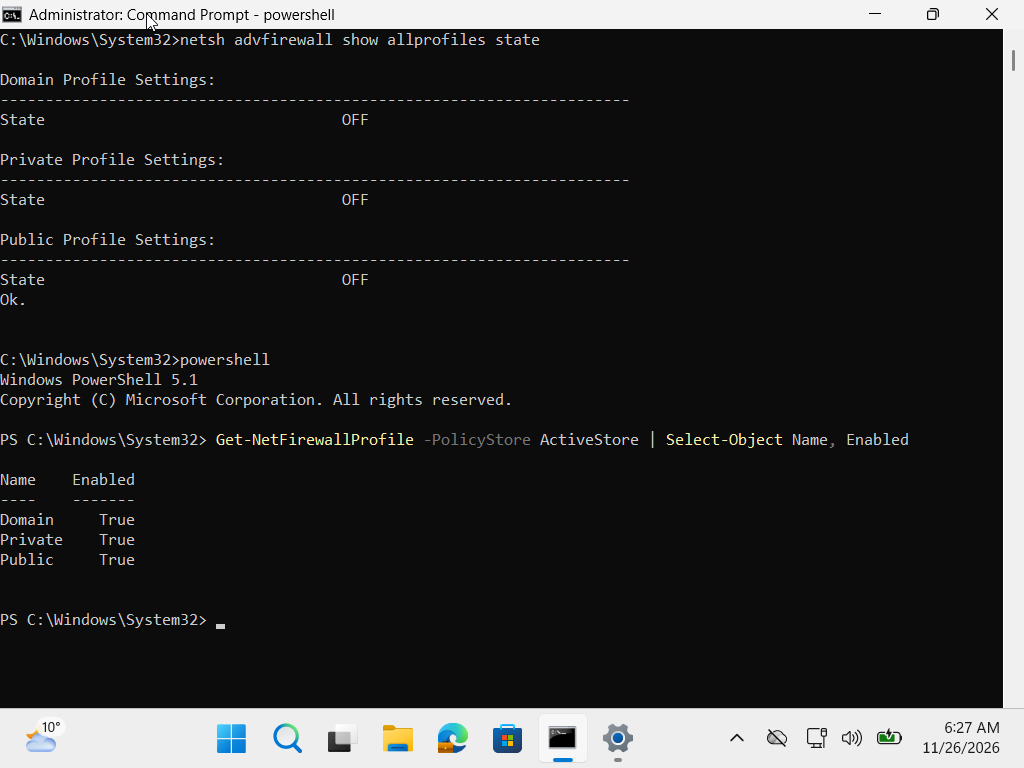 Administrator: Command Prompt - powershell
C:\Windows\System32>netsh advfirewall show allprofiles state
Domain Profile Settings:
----------------------------------------------------------------------
State                                 OFF
Private Profile Settings:
----------------------------------------------------------------------
State                                 OFF
Public Profile Settings:
----------------------------------------------------------------------
State                                 OFF
Ok.
C:\Windows\System32>powershell
Windows PowerShell 5.1
Copyright (C) Microsoft Corporation. All rights reserved.
PS C:\Windows\System32> Get-NetFirewallProfile -PolicyStore ActiveStore | Select-Object Name, Enabled
Name    Enabled
----    -------
Domain     True
Private    True
Public     True
PS C:\Windows\System32>
10°
6:27 AM
11/26/2026